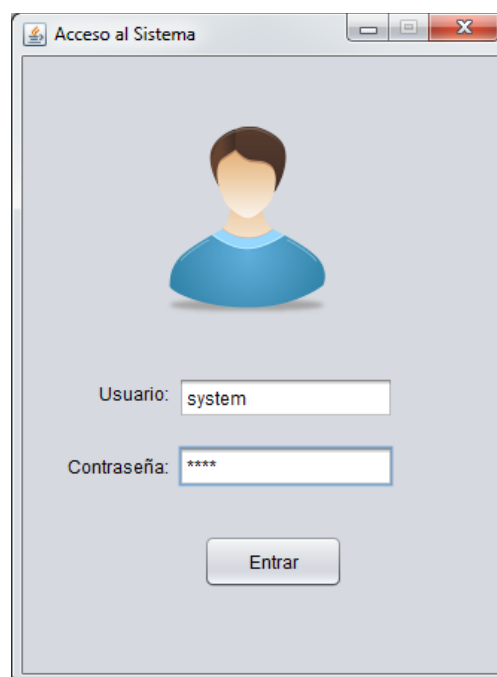 Acceso al Sistema
Usuario: system
Contraseña: ****
Entrar